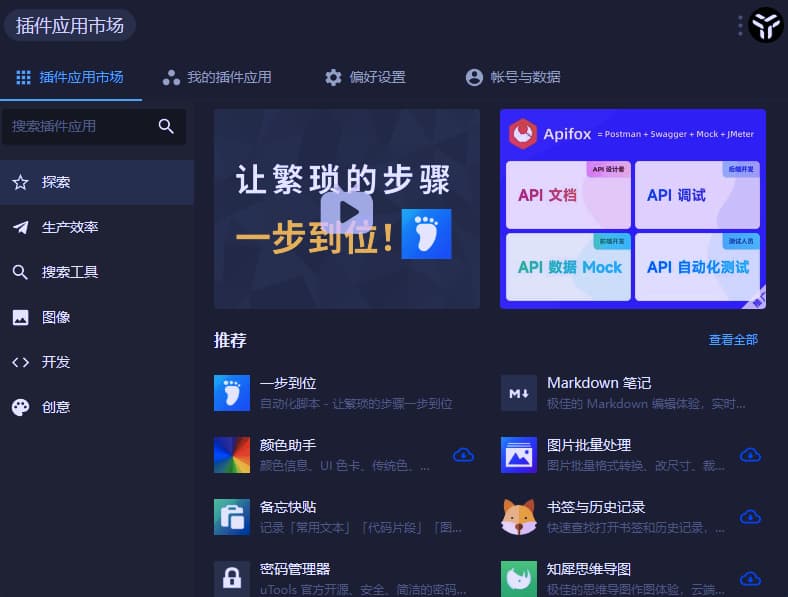 插件应用市场
插件应用市场
我的插件应用
偏好设置
帐号与数据
搜索插件应用
探索
生产效率
搜索工具
图像
开发
创意
让繁琐的步骤
一步到位!
Apifox = Postman + Swagger + Mock + JMeter
API 设计者
API 文档
后端开发
API 调试
前端开发
API 数据 Mock
测试人员
API 自动化测试
推广
推荐
查看全部
一步到位
自动化脚本 - 让繁琐的步骤一步到位
M↓
Markdown 笔记
极佳的 Markdown 编辑体验，实时...
颜色助手
颜色信息、UI 色卡、传统色、...
图片批量处理
图片批量格式转换、改尺寸、裁...
备忘快贴
记录「常用文本」「代码片段」「图...
书签与历史记录
快速查找打开书签和历史记录，...
密码管理器
uTools 官方开源、安全、简洁的密码...
知犀思维导图
极佳的思维导图作图体验，云端...